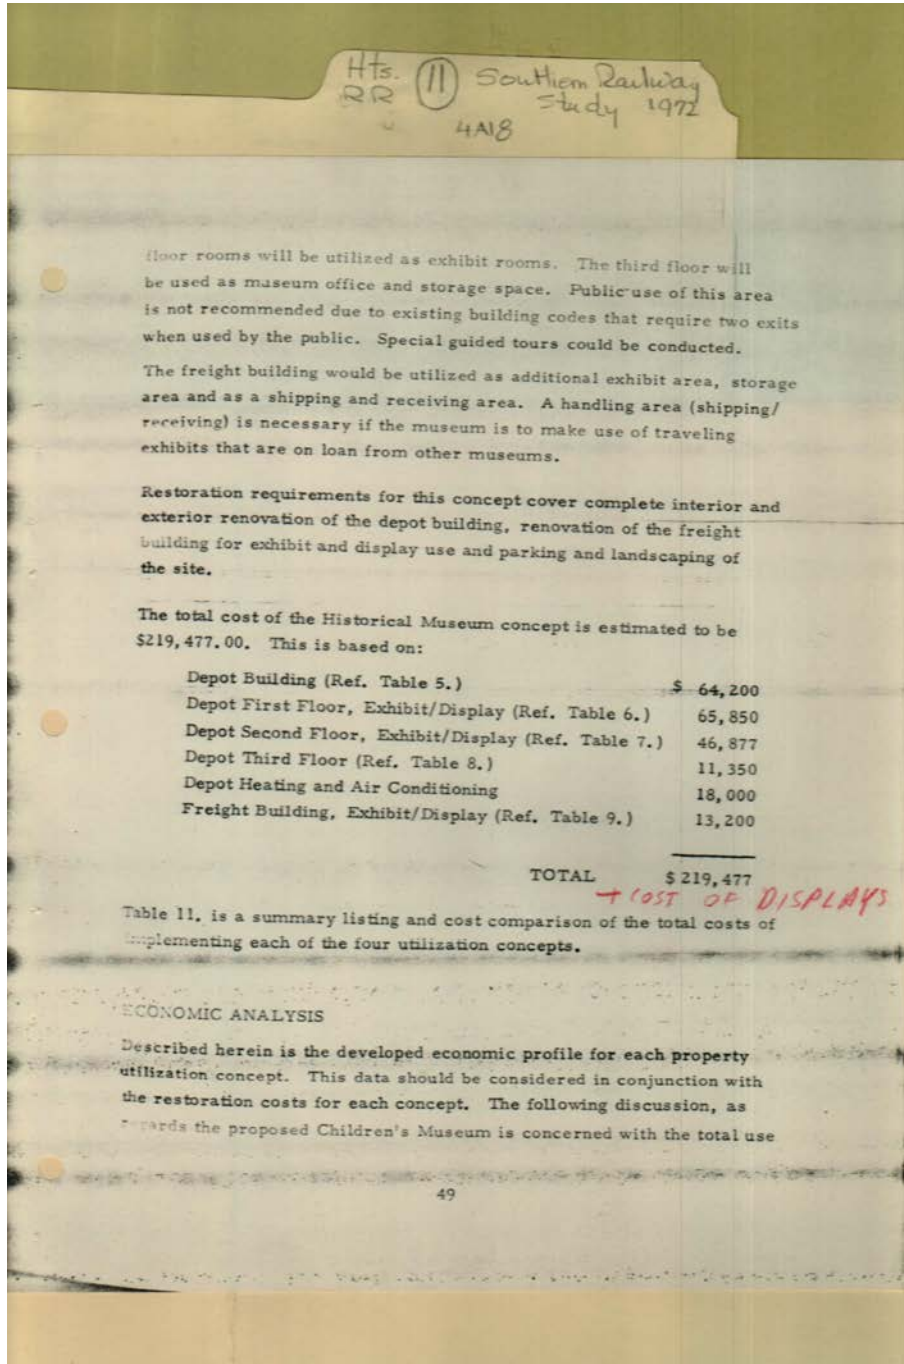 Hts. RR (11) Southern Railway Study 1972
4A18
floor rooms will be utilized as exhibit rooms. The third floor will
be used as museum office and storage space. Public use of this area
is not recommended due to existing building codes that require two exits
when used by the public. Special guided tours could be conducted.
The freight building would be utilized as additional exhibit area, storage
area and as a shipping and receiving area. A handling area (shipping/
receiving) is necessary if the museum is to make use of traveling
exhibits that are on loan from other museums.
Restoration requirements for this concept cover complete interior and
exterior renovation of the depot building, renovation of the freight
building for exhibit and display use and parking and landscaping of
the site.
The total cost of the Historical Museum concept is estimated to be
$219,477.00. This is based on:
Depot Building (Ref. Table 5.) $ 64,200
Depot First Floor, Exhibit/Display (Ref. Table 6.) 65,850
Depot Second Floor, Exhibit/Display (Ref. Table 7.) 46,877
Depot Third Floor (Ref. Table 8.) 11,350
Depot Heating and Air Conditioning 18,000
Freight Building, Exhibit/Display (Ref. Table 9.) 13,200
TOTAL $ 219,477
+ COST OF DISPLAYS
Table 11. is a summary listing and cost comparison of the total costs of
implementing each of the four utilization concepts.
ECONOMIC ANALYSIS
Described herein is the developed economic profile for each property
utilization concept. This data should be considered in conjunction with
the restoration costs for each concept. The following discussion, as
regards the proposed Children's Museum is concerned with the total use
49